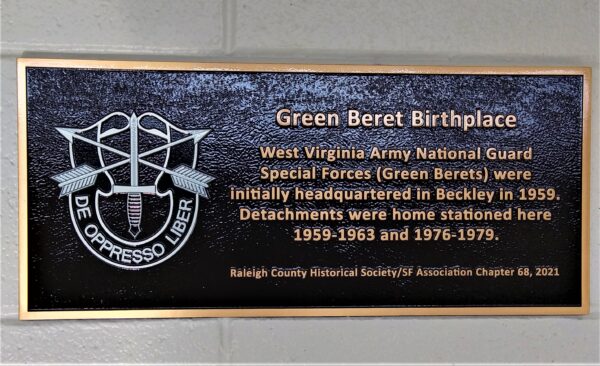 Green Beret Birthplace
West Virginia Army National Guard
Special Forces (Green Berets) were
initially headquartered in Beckley in 1959.
Detachments were home stationed here
1959-1963 and 1976-1979.
Raleigh County Historical Society/SF Association Chapter 68, 2021
DE OPPRESSO LIBER